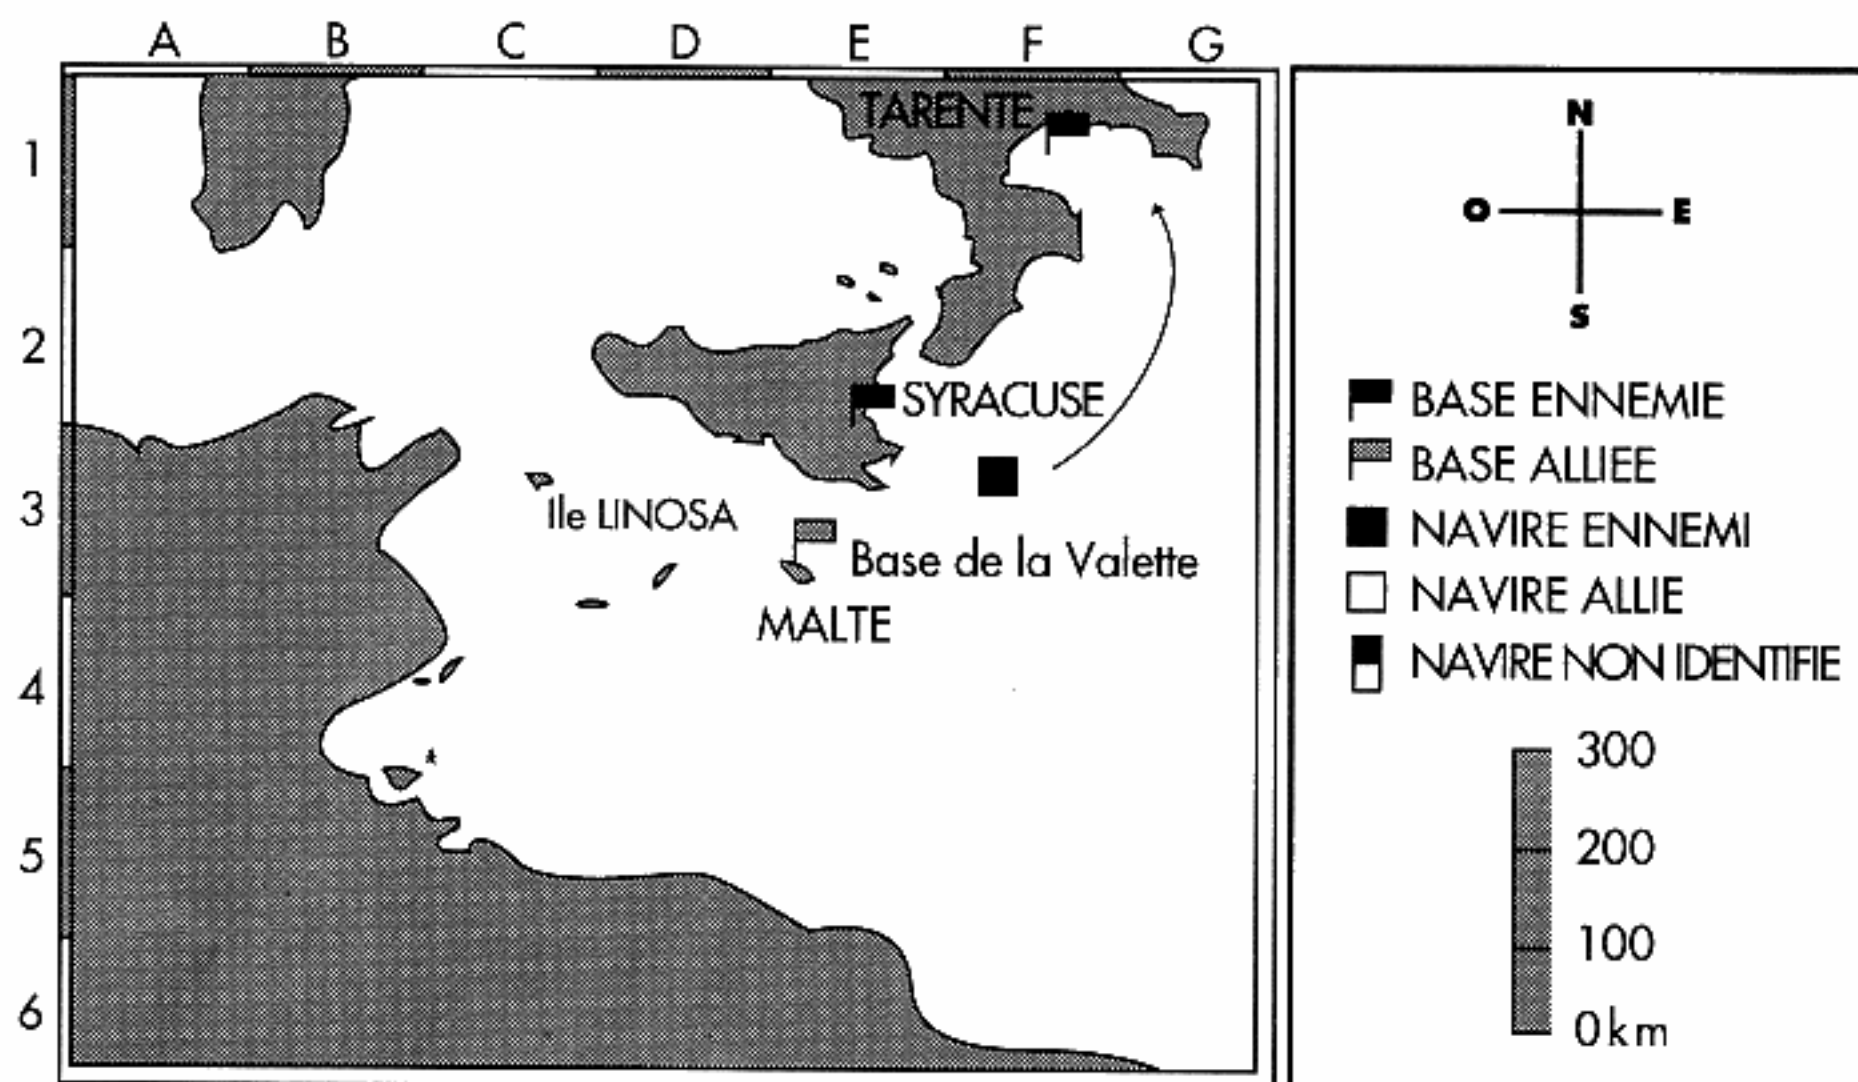 A B C D E F G
1
2
3
4
5
6
TARENTE
SYRACUSE
Ile LINOSA
Base de la Valette
MALTE
N
O E
S
BASE ENNEMIE
BASE ALLIEE
NAVIRE ENNEMI
NAVIRE ALLIE
NAVIRE NON IDENTIFIE
300
200
100
0km